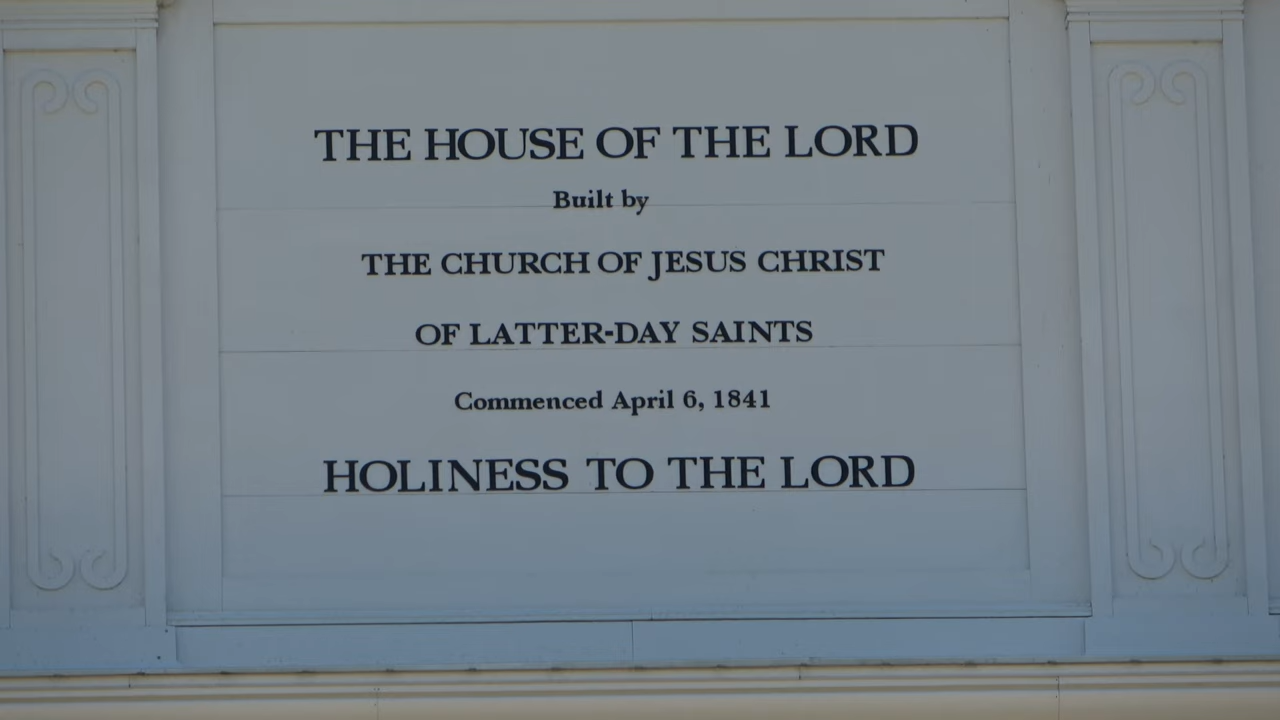 THE HOUSE OF THE LORD
Built by
THE CHURCH OF JESUS CHRIST
OF LATTER-DAY SAINTS
Commenced April 6, 1841
HOLINESS TO THE LORD